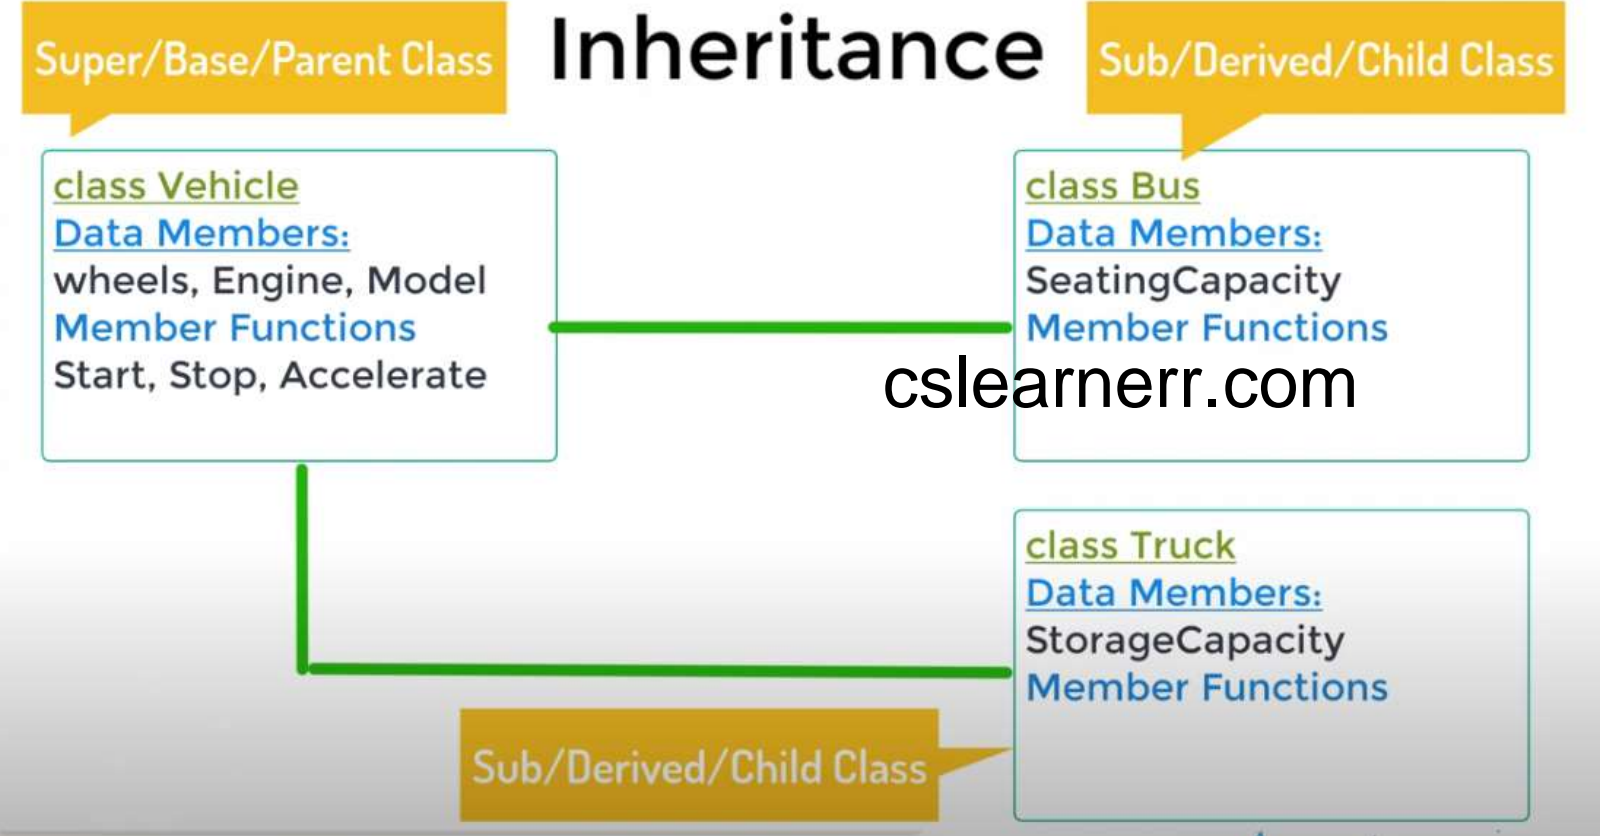 Super/Base/Parent Class
Inheritance
Sub/Derived/Child Class
class Vehicle
Data Members:
wheels, Engine, Model
Member Functions
Start, Stop, Accelerate
class Bus
Data Members:
SeatingCapacity
Member Functions
cslearnerr.com
class Truck
Data Members:
StorageCapacity
Member Functions
Sub/Derived/Child Class